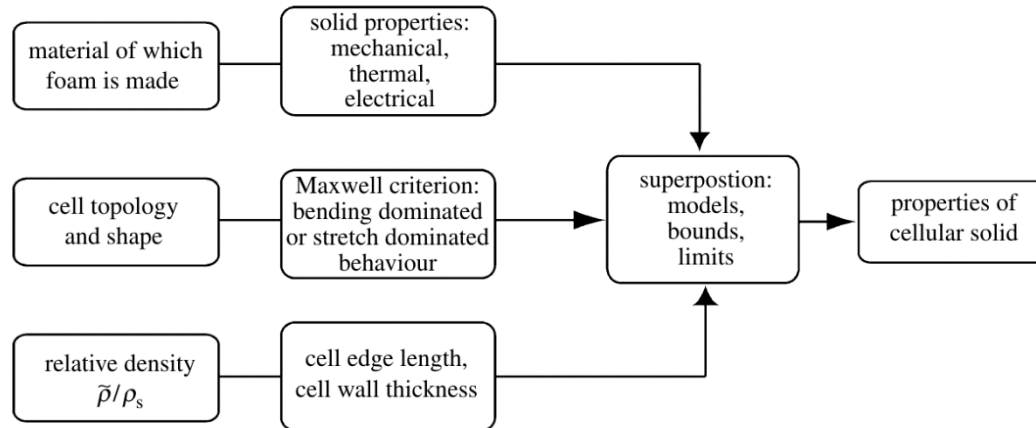 material of which
foam is made
solid properties:
mechanical,
thermal,
electrical
cell topology
and shape
Maxwell criterion:
bending dominated
or stretch dominated
behaviour
superpostion:
models,
bounds,
limits
properties of
cellular solid
relative density
ρ̃/ρₛ
cell edge length,
cell wall thickness